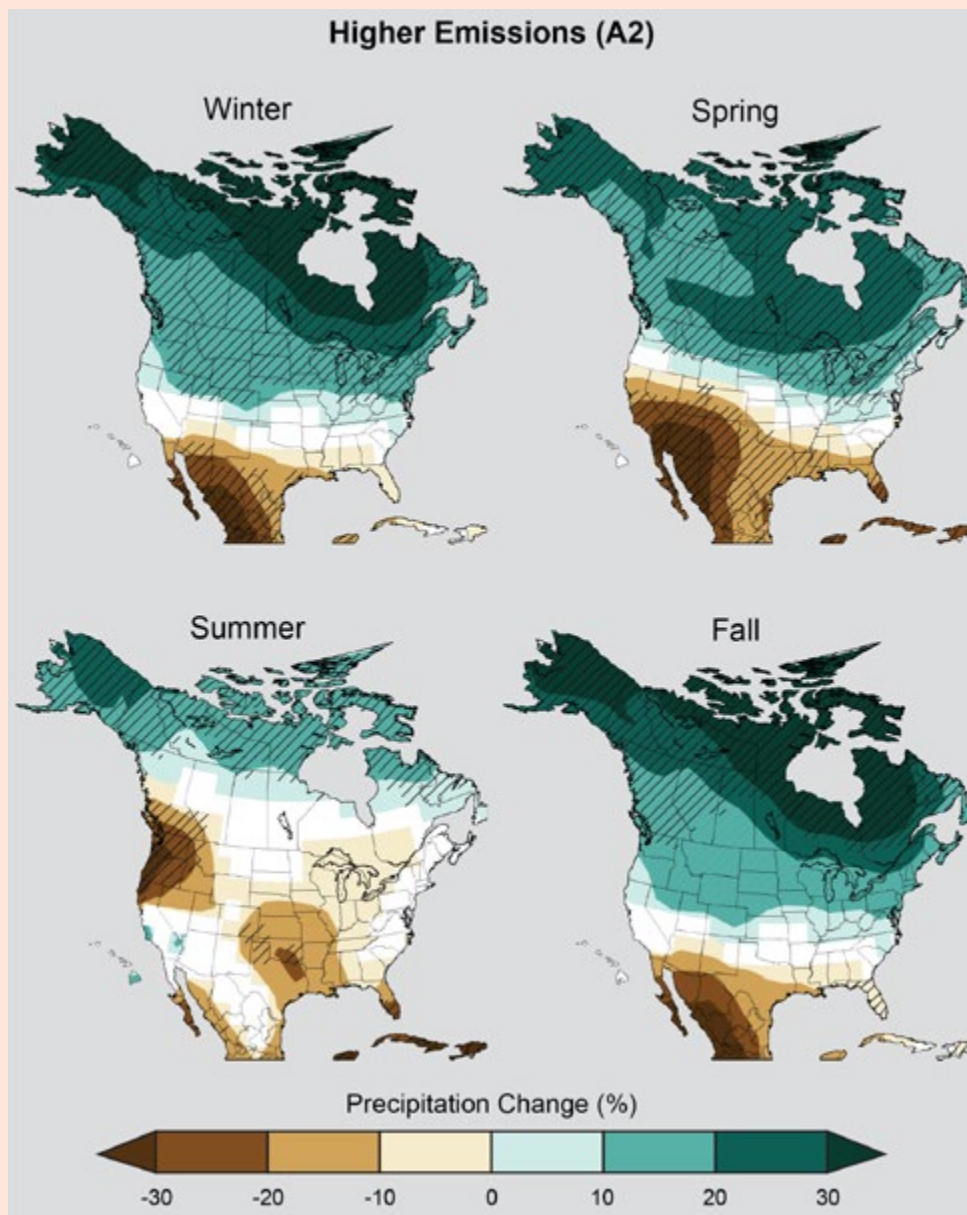 Higher Emissions (A2)
Winter
Spring
Summer
Fall
Precipitation Change (%)
-30 -20 -10 0 10 20 30